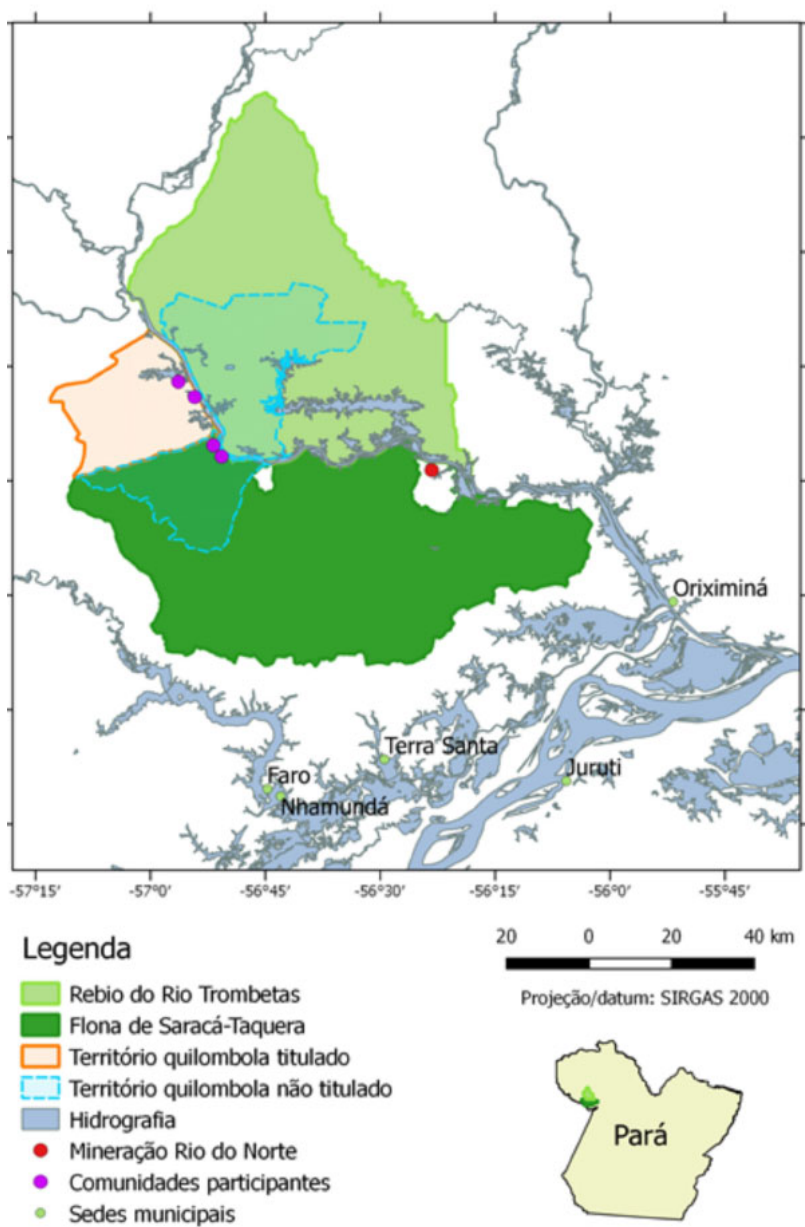 Oriximiná
Terra Santa
Faro
Juruti
Nhamundá
-57°15'
-57°0'
-56°45'
-56°30'
-56°15'
-56°0'
-55°45'
Legenda
Rebio do Rio Trombetas
Flona de Saracá-Taquera
Território quilombola titulado
Território quilombola não titulado
Hidrografia
Mineração Rio do Norte
Comunidades participantes
Sedes municipais
20 0 20 40 km
Projeção/datum: SIRGAS 2000
Pará